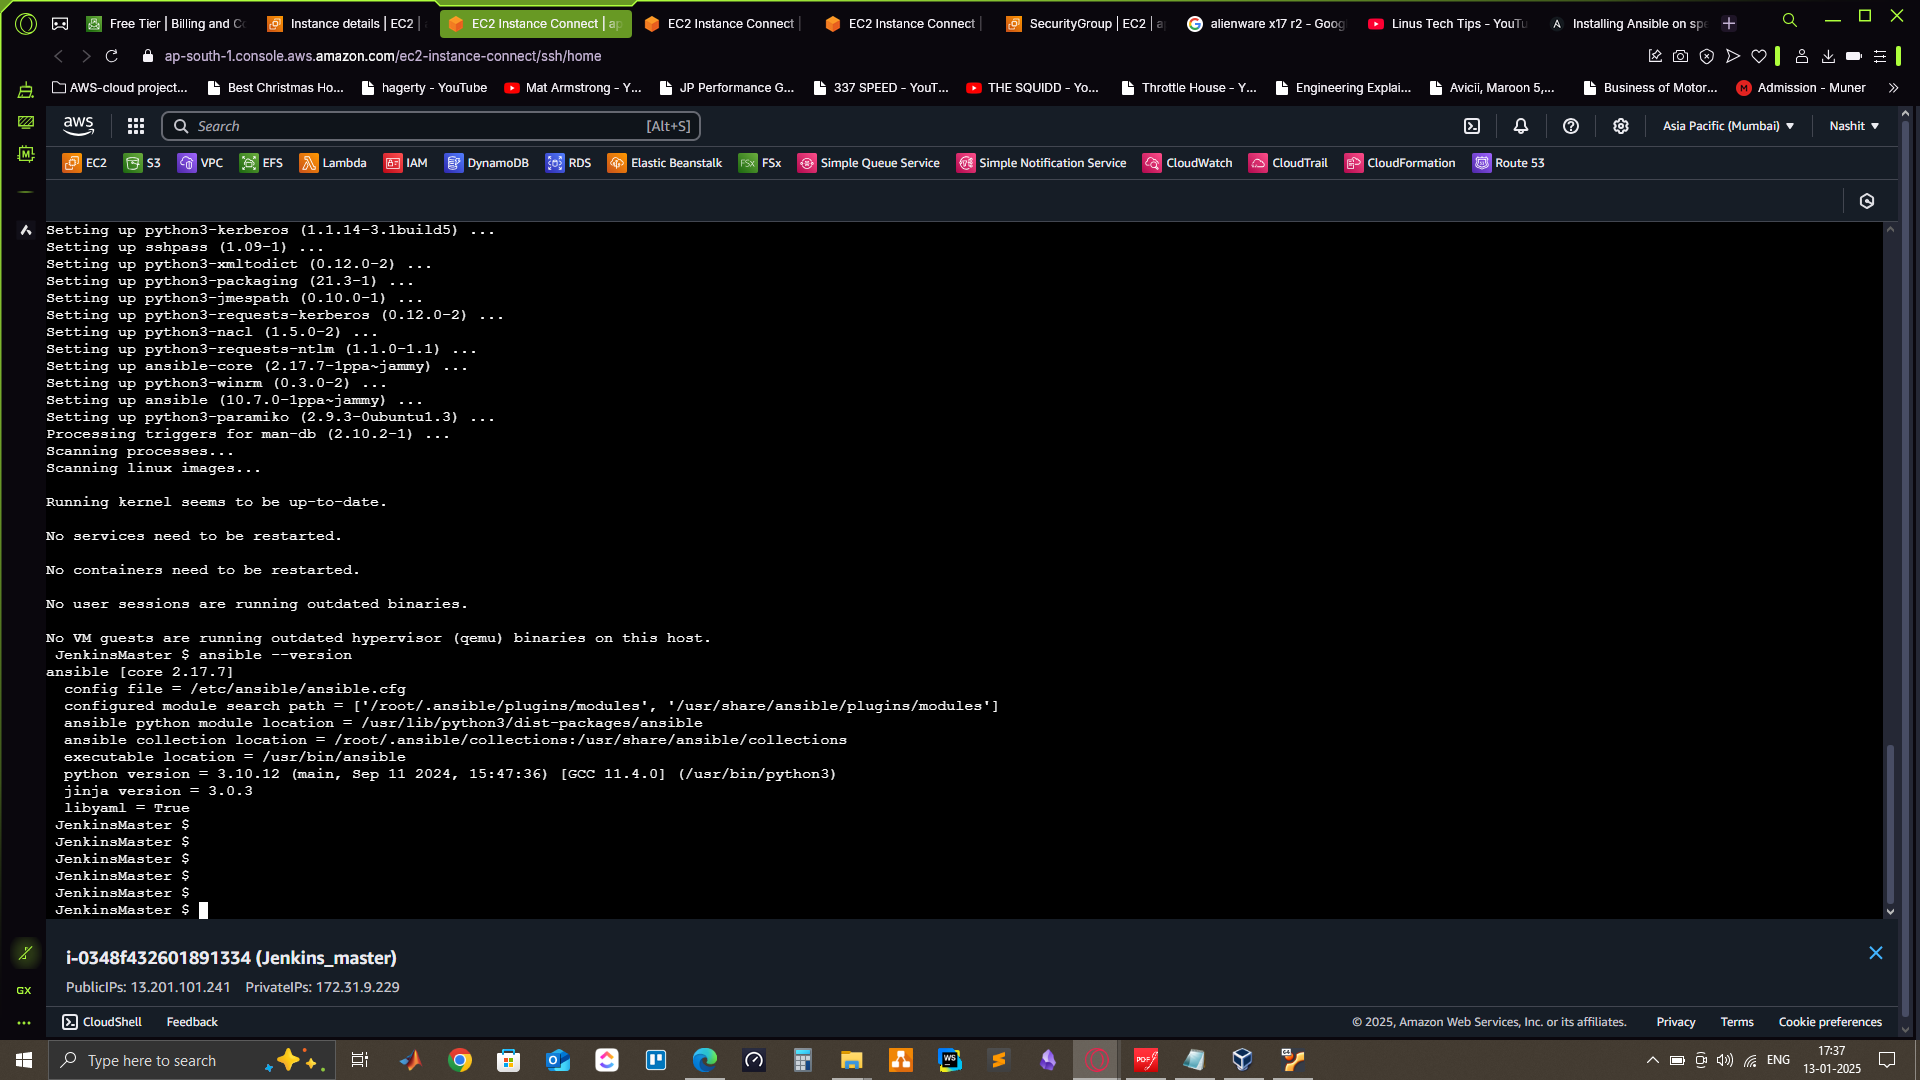 Free Tier | Billing and Co
Instance details | EC2 | a
EC2 Instance Connect | ap
EC2 Instance Connect |
EC2 Instance Connect |
SecurityGroup | EC2 | a
alienware x17 r2 - Goog
Linus Tech Tips - YouTu
Installing Ansible on spe
ap-south-1.console.aws.amazon.com/ec2-instance-connect/ssh/home
AWS-cloud project...
Best Christmas Ho...
hagerty - YouTube
Mat Armstrong - Y...
JP Performance G...
337 SPEED - YouT...
THE SQUIDD - Yo...
Throttle House - Y...
Engineering Explai...
Avicii, Maroon 5,...
Business of Motor...
Admission - Muner
aws
Search
[Alt+S]
Asia Pacific (Mumbai)
Nashit
EC2
S3
VPC
EFS
Lambda
IAM
DynamoDB
RDS
Elastic Beanstalk
FSx
Simple Queue Service
Simple Notification Service
CloudWatch
CloudTrail
CloudFormation
Route 53
Setting up python3-kerberos (1.1.14-3.1build5) ...
Setting up sshpass (1.09-1) ...
Setting up python3-xmltodict (0.12.0-2) ...
Setting up python3-packaging (21.3-1) ...
Setting up python3-jmespath (0.10.0-1) ...
Setting up python3-requests-kerberos (0.12.0-2) ...
Setting up python3-nacl (1.5.0-2) ...
Setting up python3-requests-ntlm (1.1.0-1.1) ...
Setting up ansible-core (2.17.7-1ppa~jammy) ...
Setting up python3-winrm (0.3.0-2) ...
Setting up ansible (10.7.0-1ppa~jammy) ...
Setting up python3-paramiko (2.9.3-0ubuntu1.3) ...
Processing triggers for man-db (2.10.2-1) ...
Scanning processes...
Scanning linux images...
Running kernel seems to be up-to-date.
No services need to be restarted.
No containers need to be restarted.
No user sessions are running outdated binaries.
No VM guests are running outdated hypervisor (qemu) binaries on this host.
JenkinsMaster $ ansible --version
ansible [core 2.17.7]
config file = /etc/ansible/ansible.cfg
configured module search path = ['/root/.ansible/plugins/modules', '/usr/share/ansible/plugins/modules']
ansible python module location = /usr/lib/python3/dist-packages/ansible
ansible collection location = /root/.ansible/collections:/usr/share/ansible/collections
executable location = /usr/bin/ansible
python version = 3.10.12 (main, Sep 11 2024, 15:47:36) [GCC 11.4.0] (/usr/bin/python3)
jinja version = 3.0.3
libyaml = True
JenkinsMaster $
JenkinsMaster $
JenkinsMaster $
JenkinsMaster $
JenkinsMaster $
JenkinsMaster $
i-0348f432601891334 (Jenkins_master)
PublicIPs: 13.201.101.241 PrivateIPs: 172.31.9.229
GX
CloudShell
Feedback
© 2025, Amazon Web Services, Inc. or its affiliates.
Privacy
Terms
Cookie preferences
Type here to search
WS
PDF
64
ENG
17:37
13-01-2025